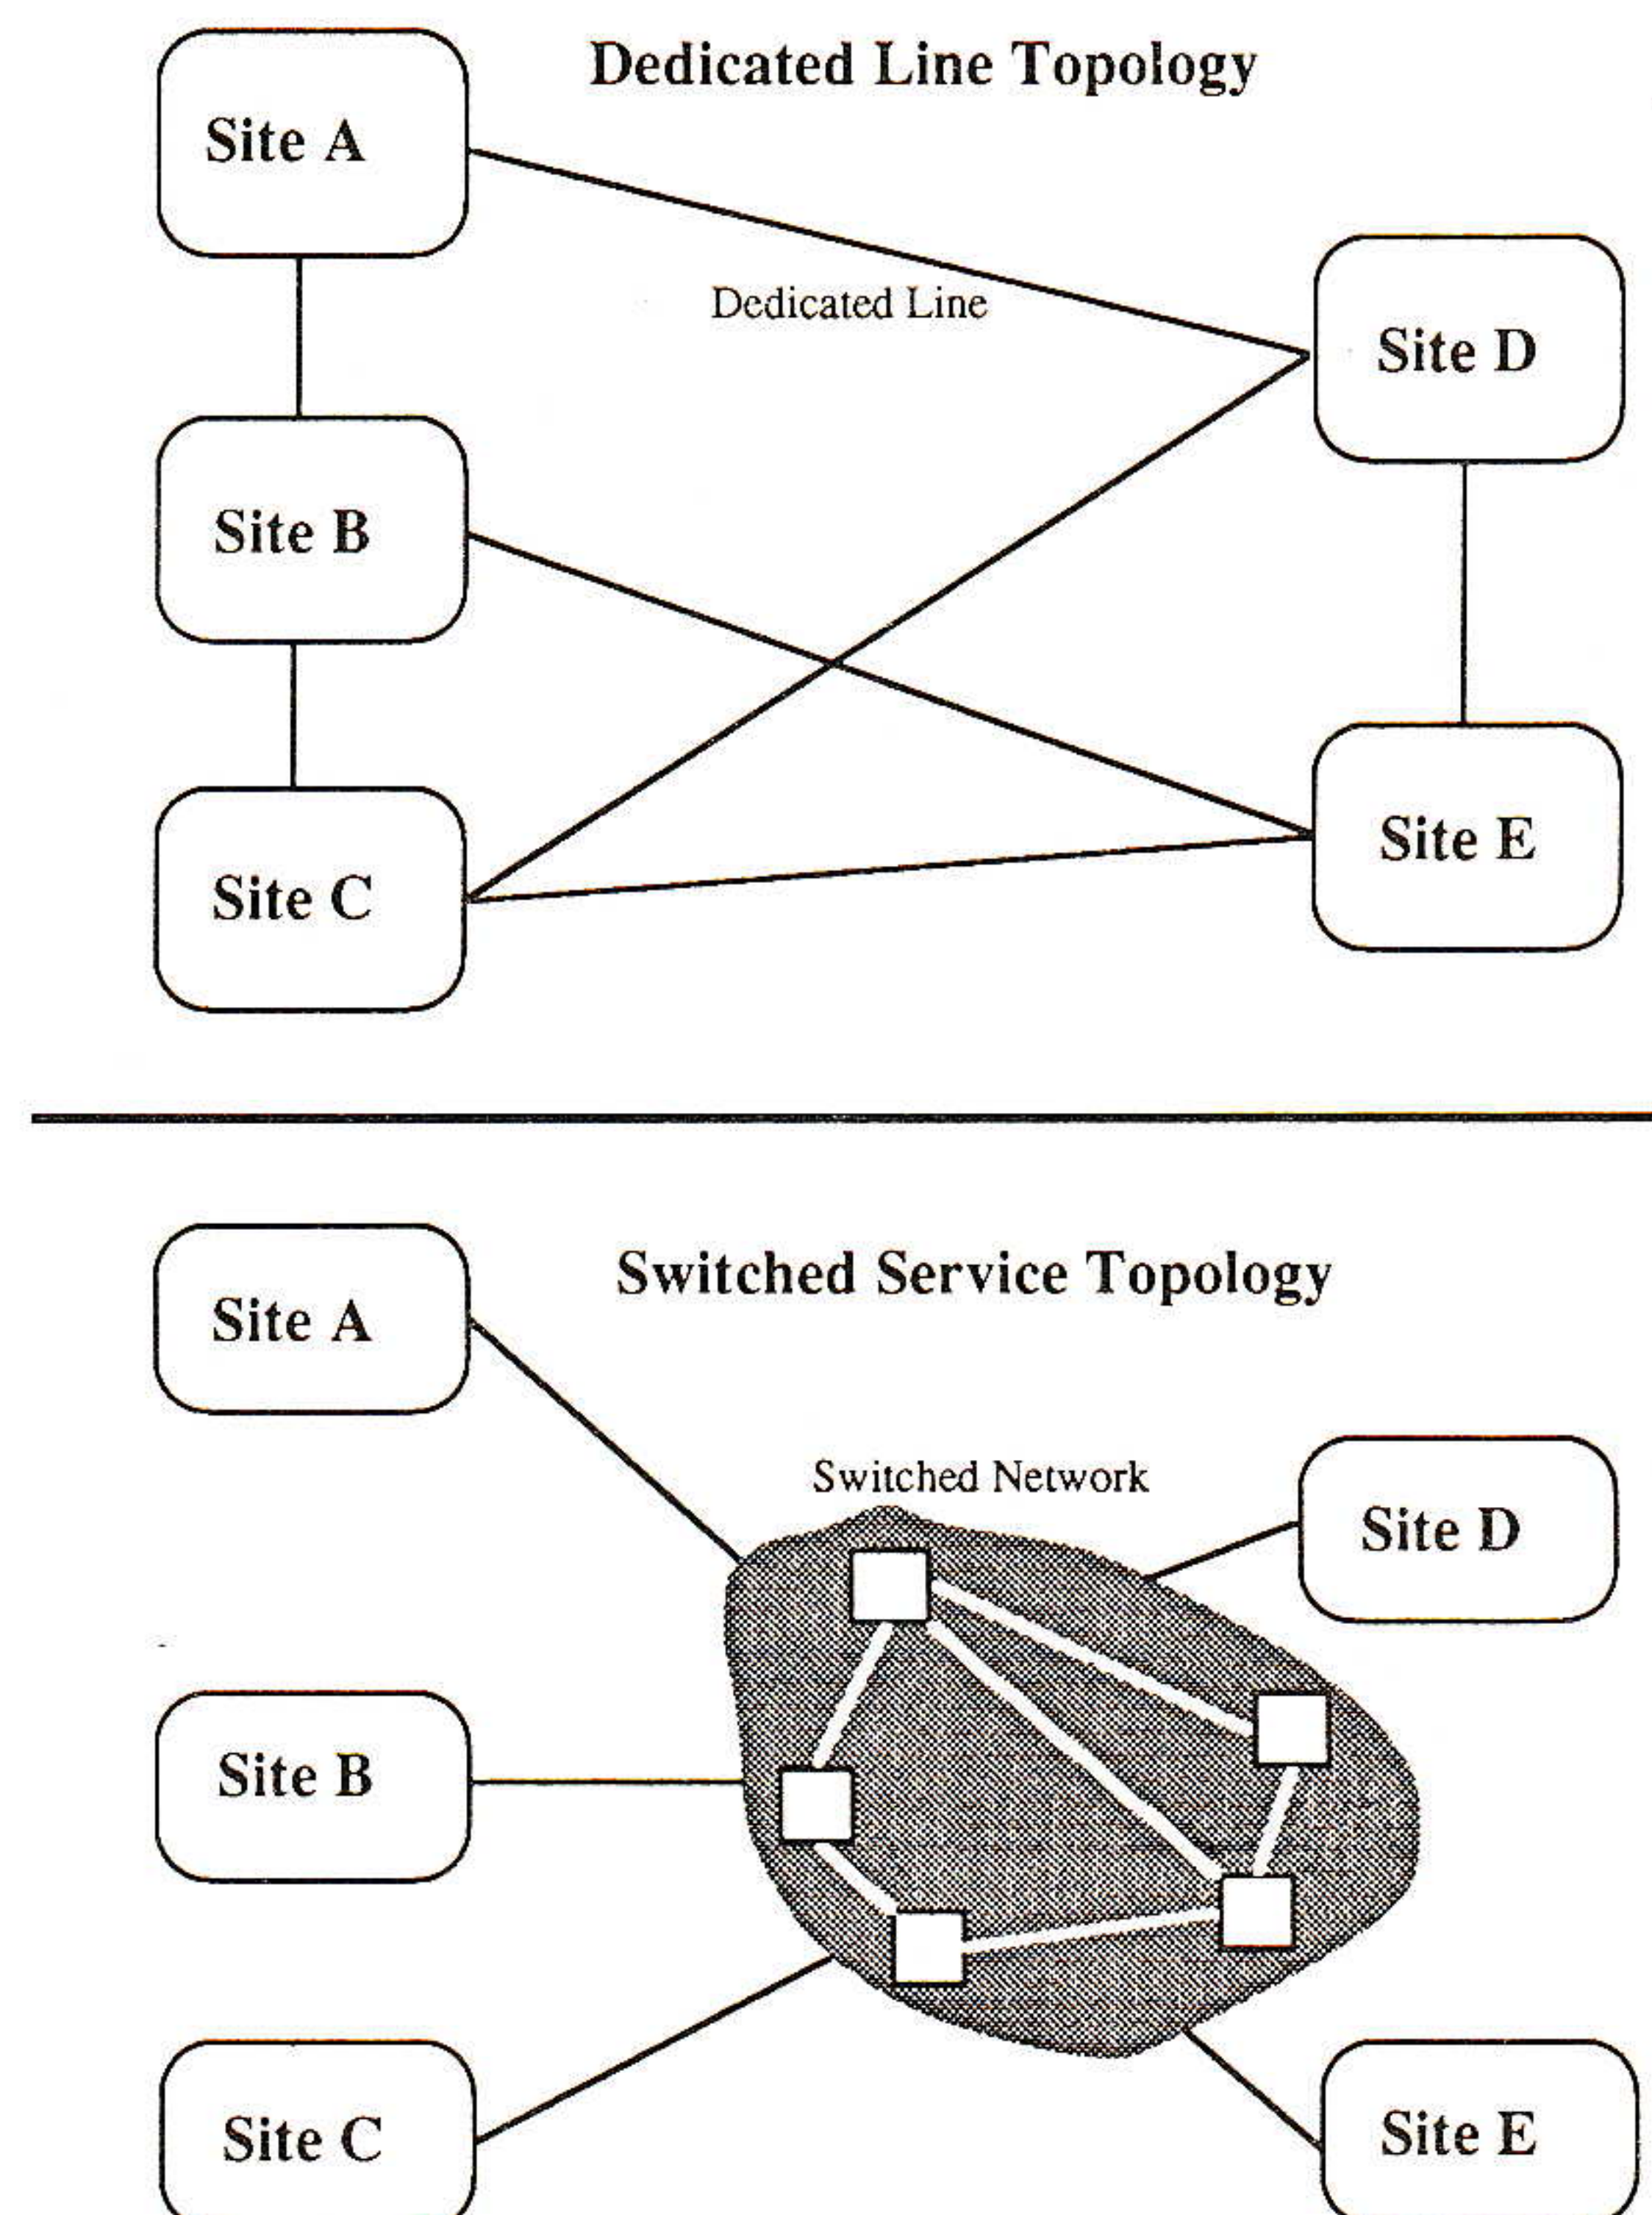 Dedicated Line Topology
Site A
Dedicated Line
Site D
Site B
Site E
Site C
Switched Service Topology
Site A
Switched Network
Site D
Site B
Site C
Site E